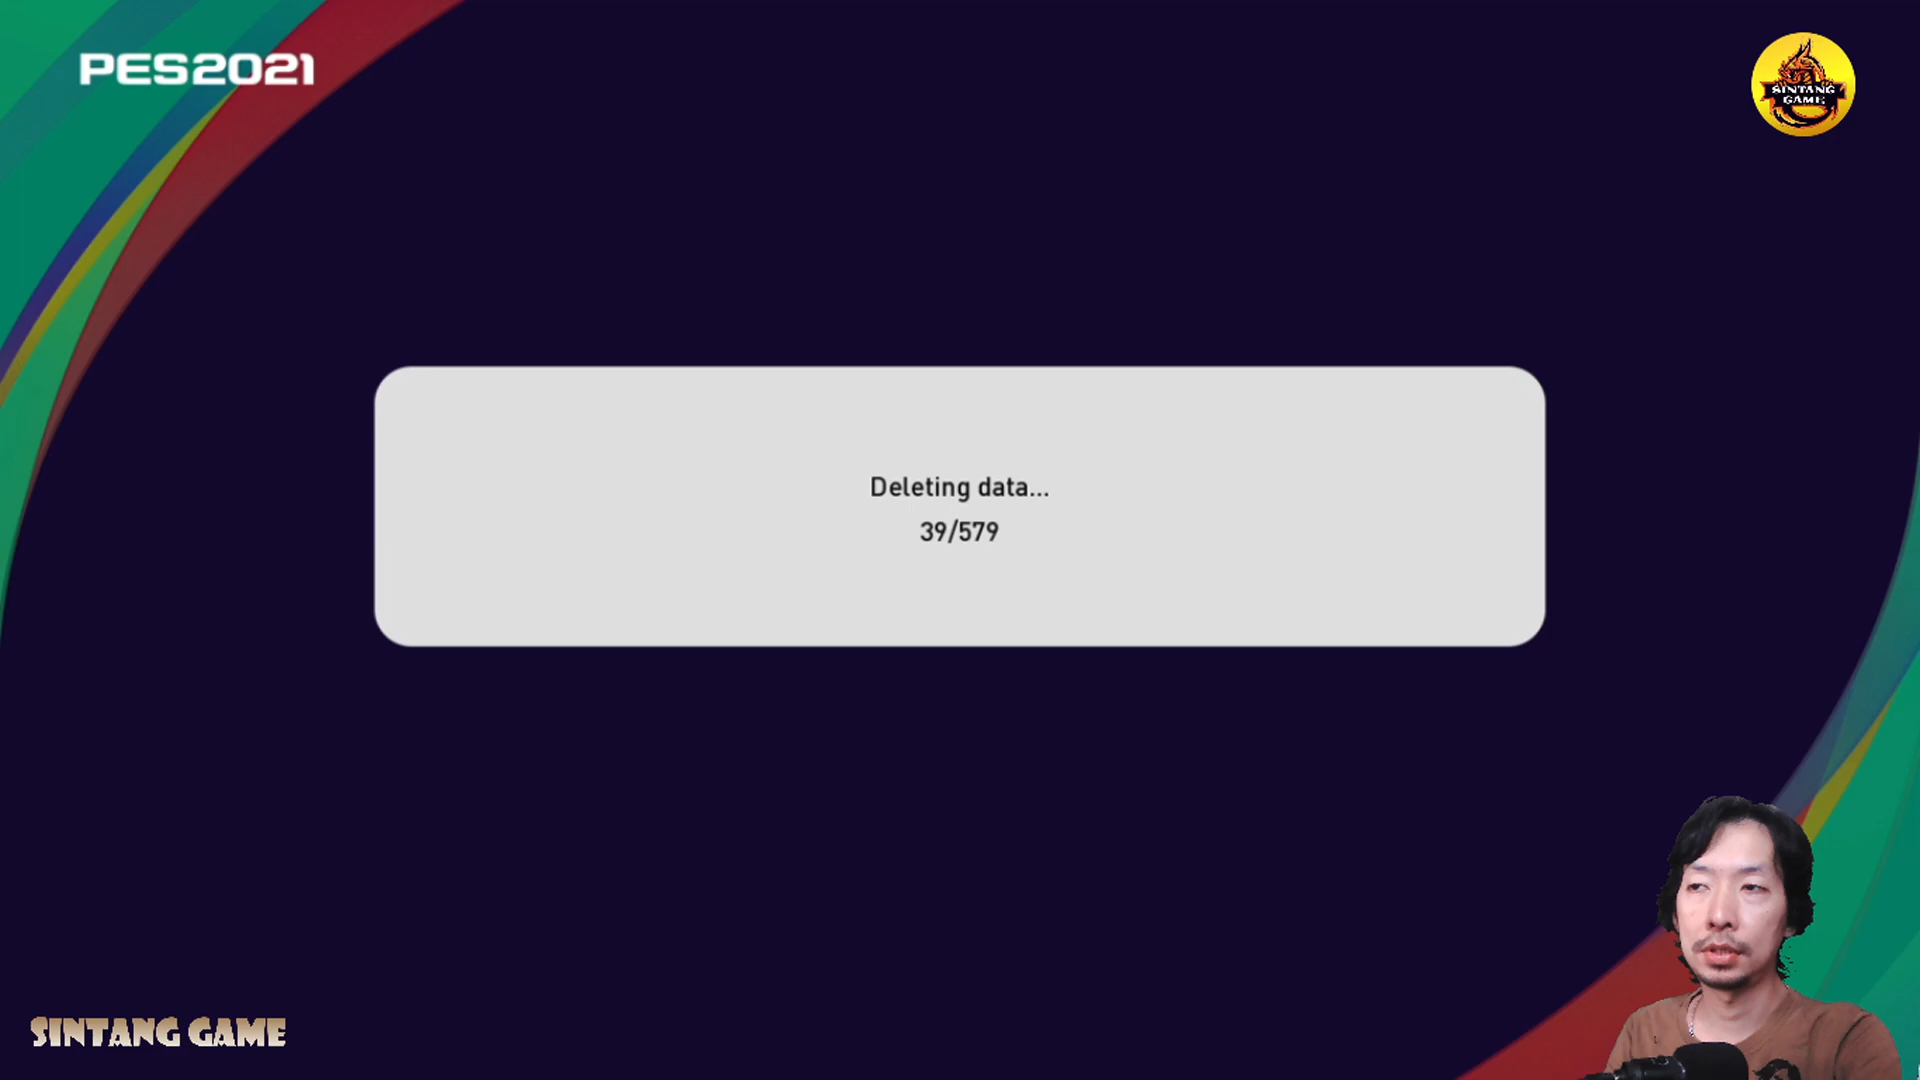 PES2021
SINTANG
GAME
Deleting data...
39/579
SINTANG GAME